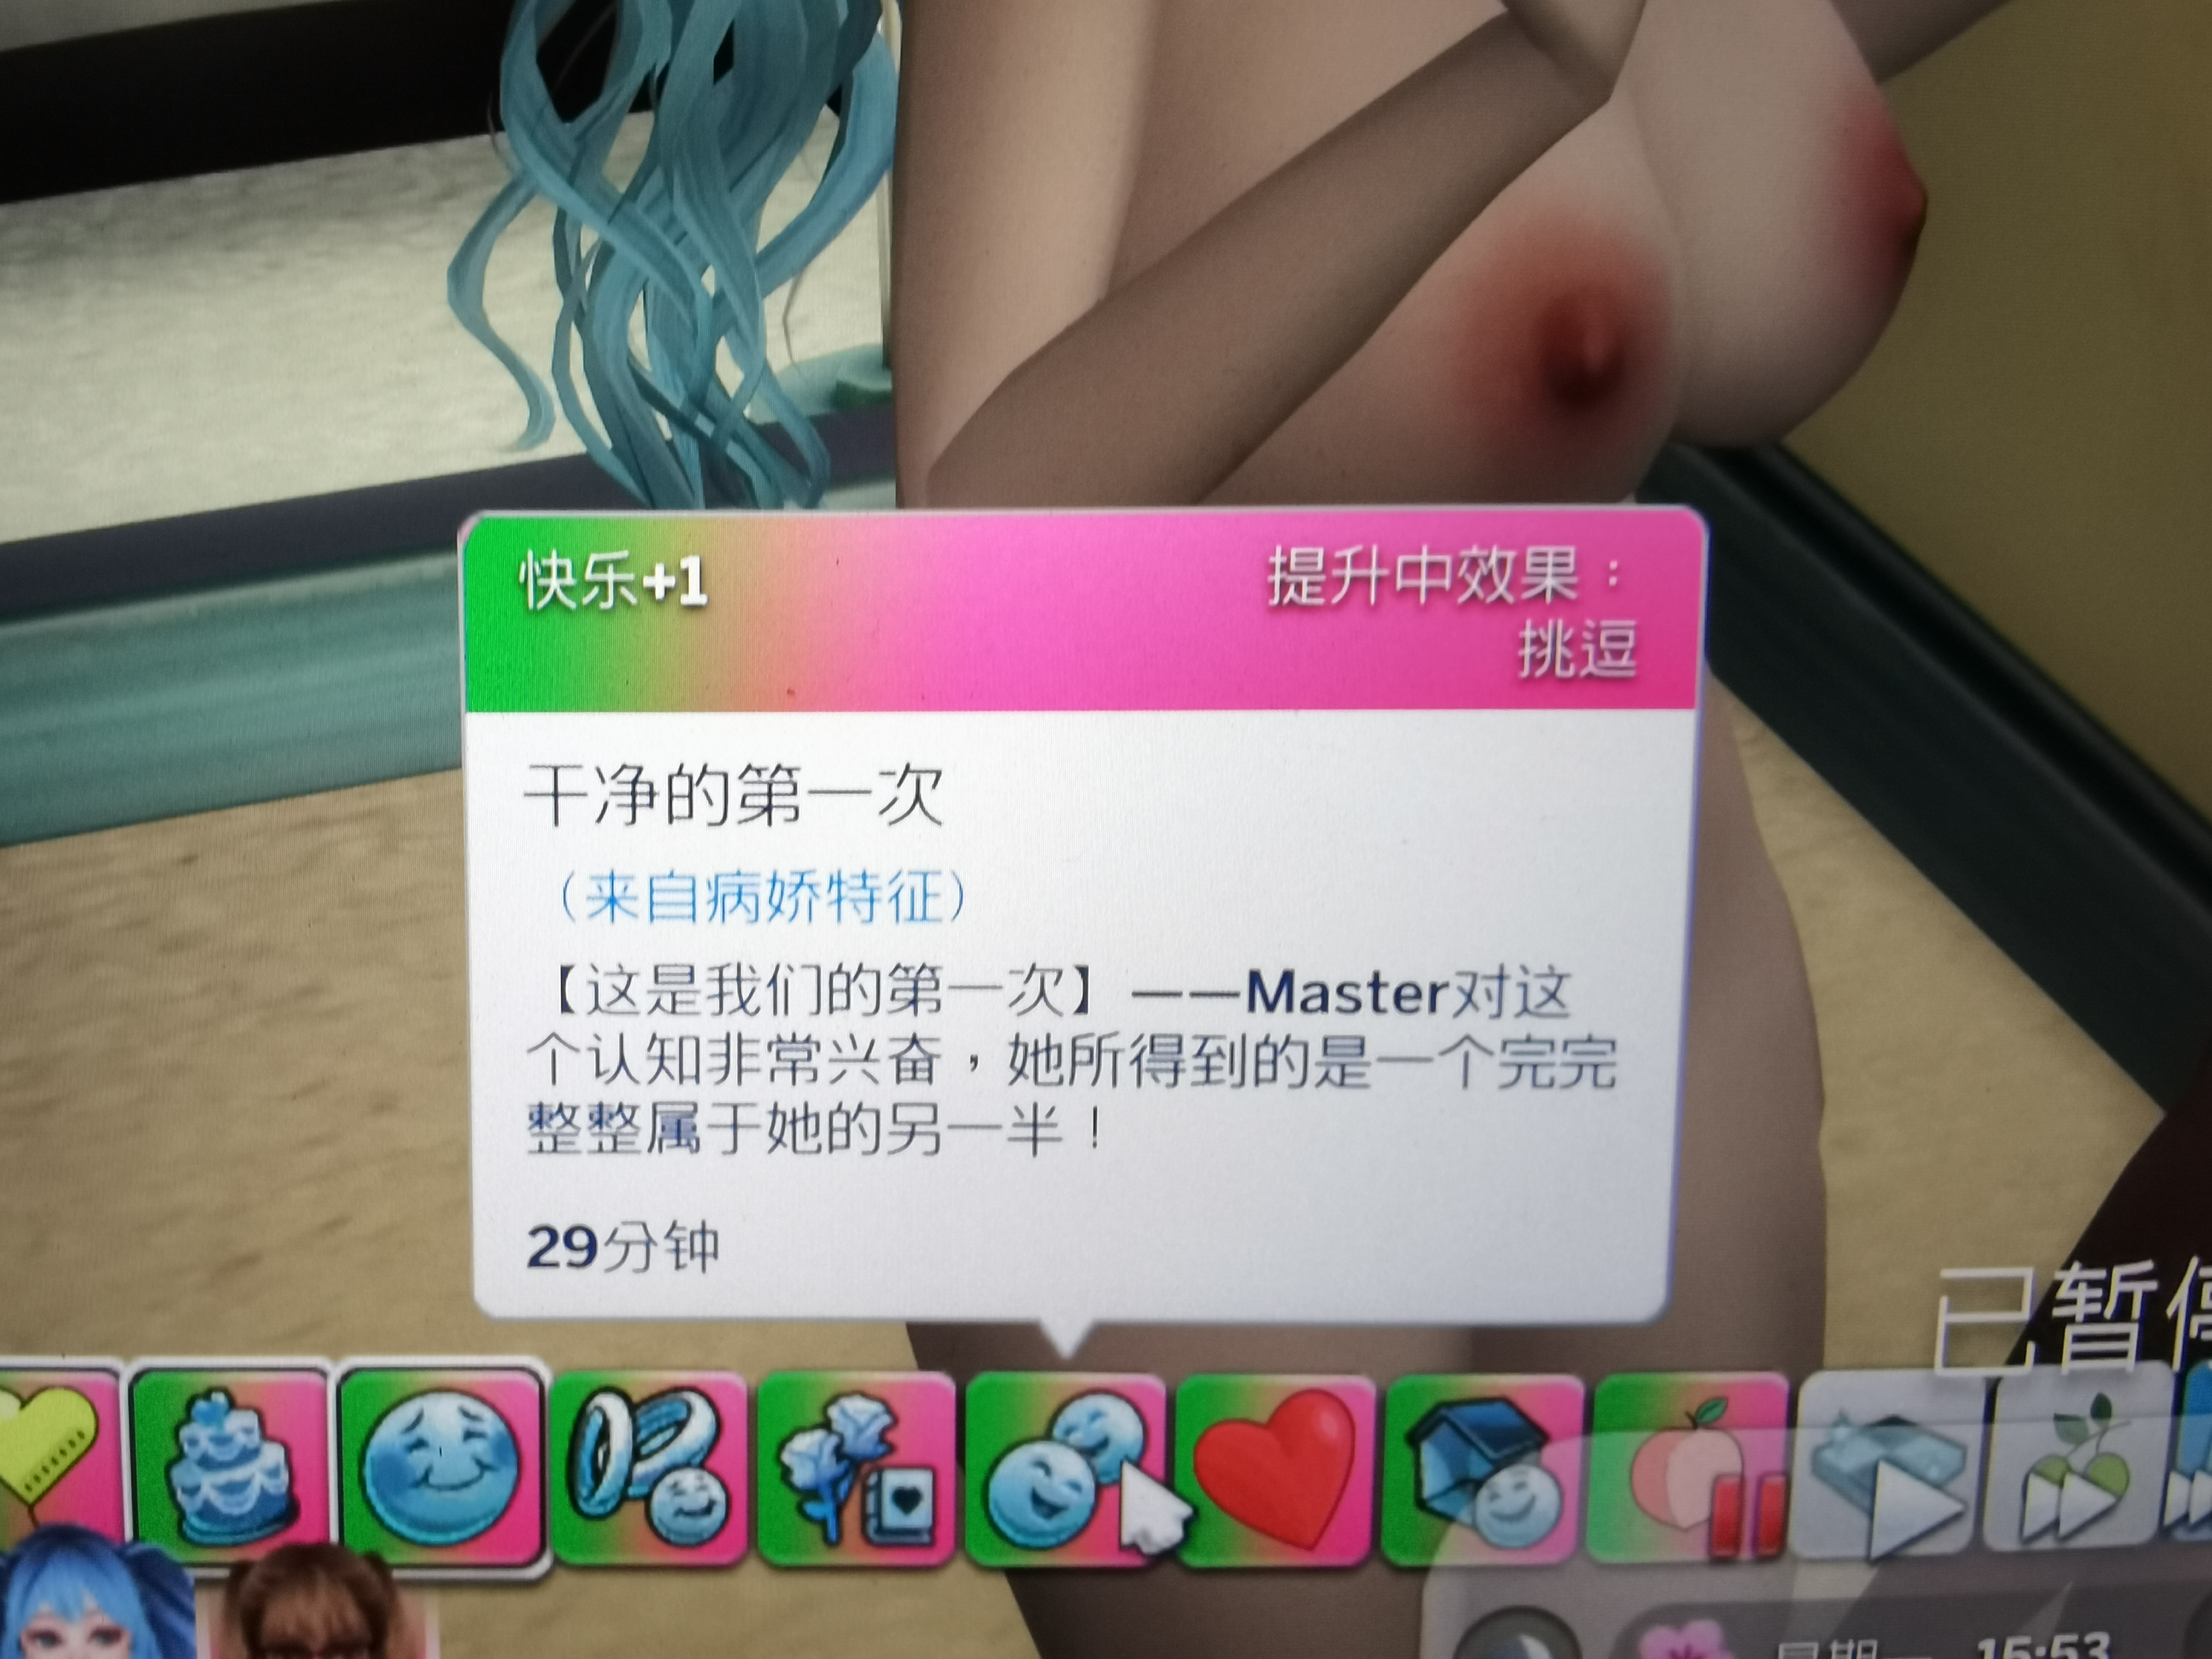 快乐+1
提升中效果：
挑逗
干净的第一次
（来自病娇特征）
【这是我们的第一次】——Master对这
个认知非常兴奋，她所得到的是一个完完
整整属于她的另一半！
29分钟
已暂停
星期一 15:53